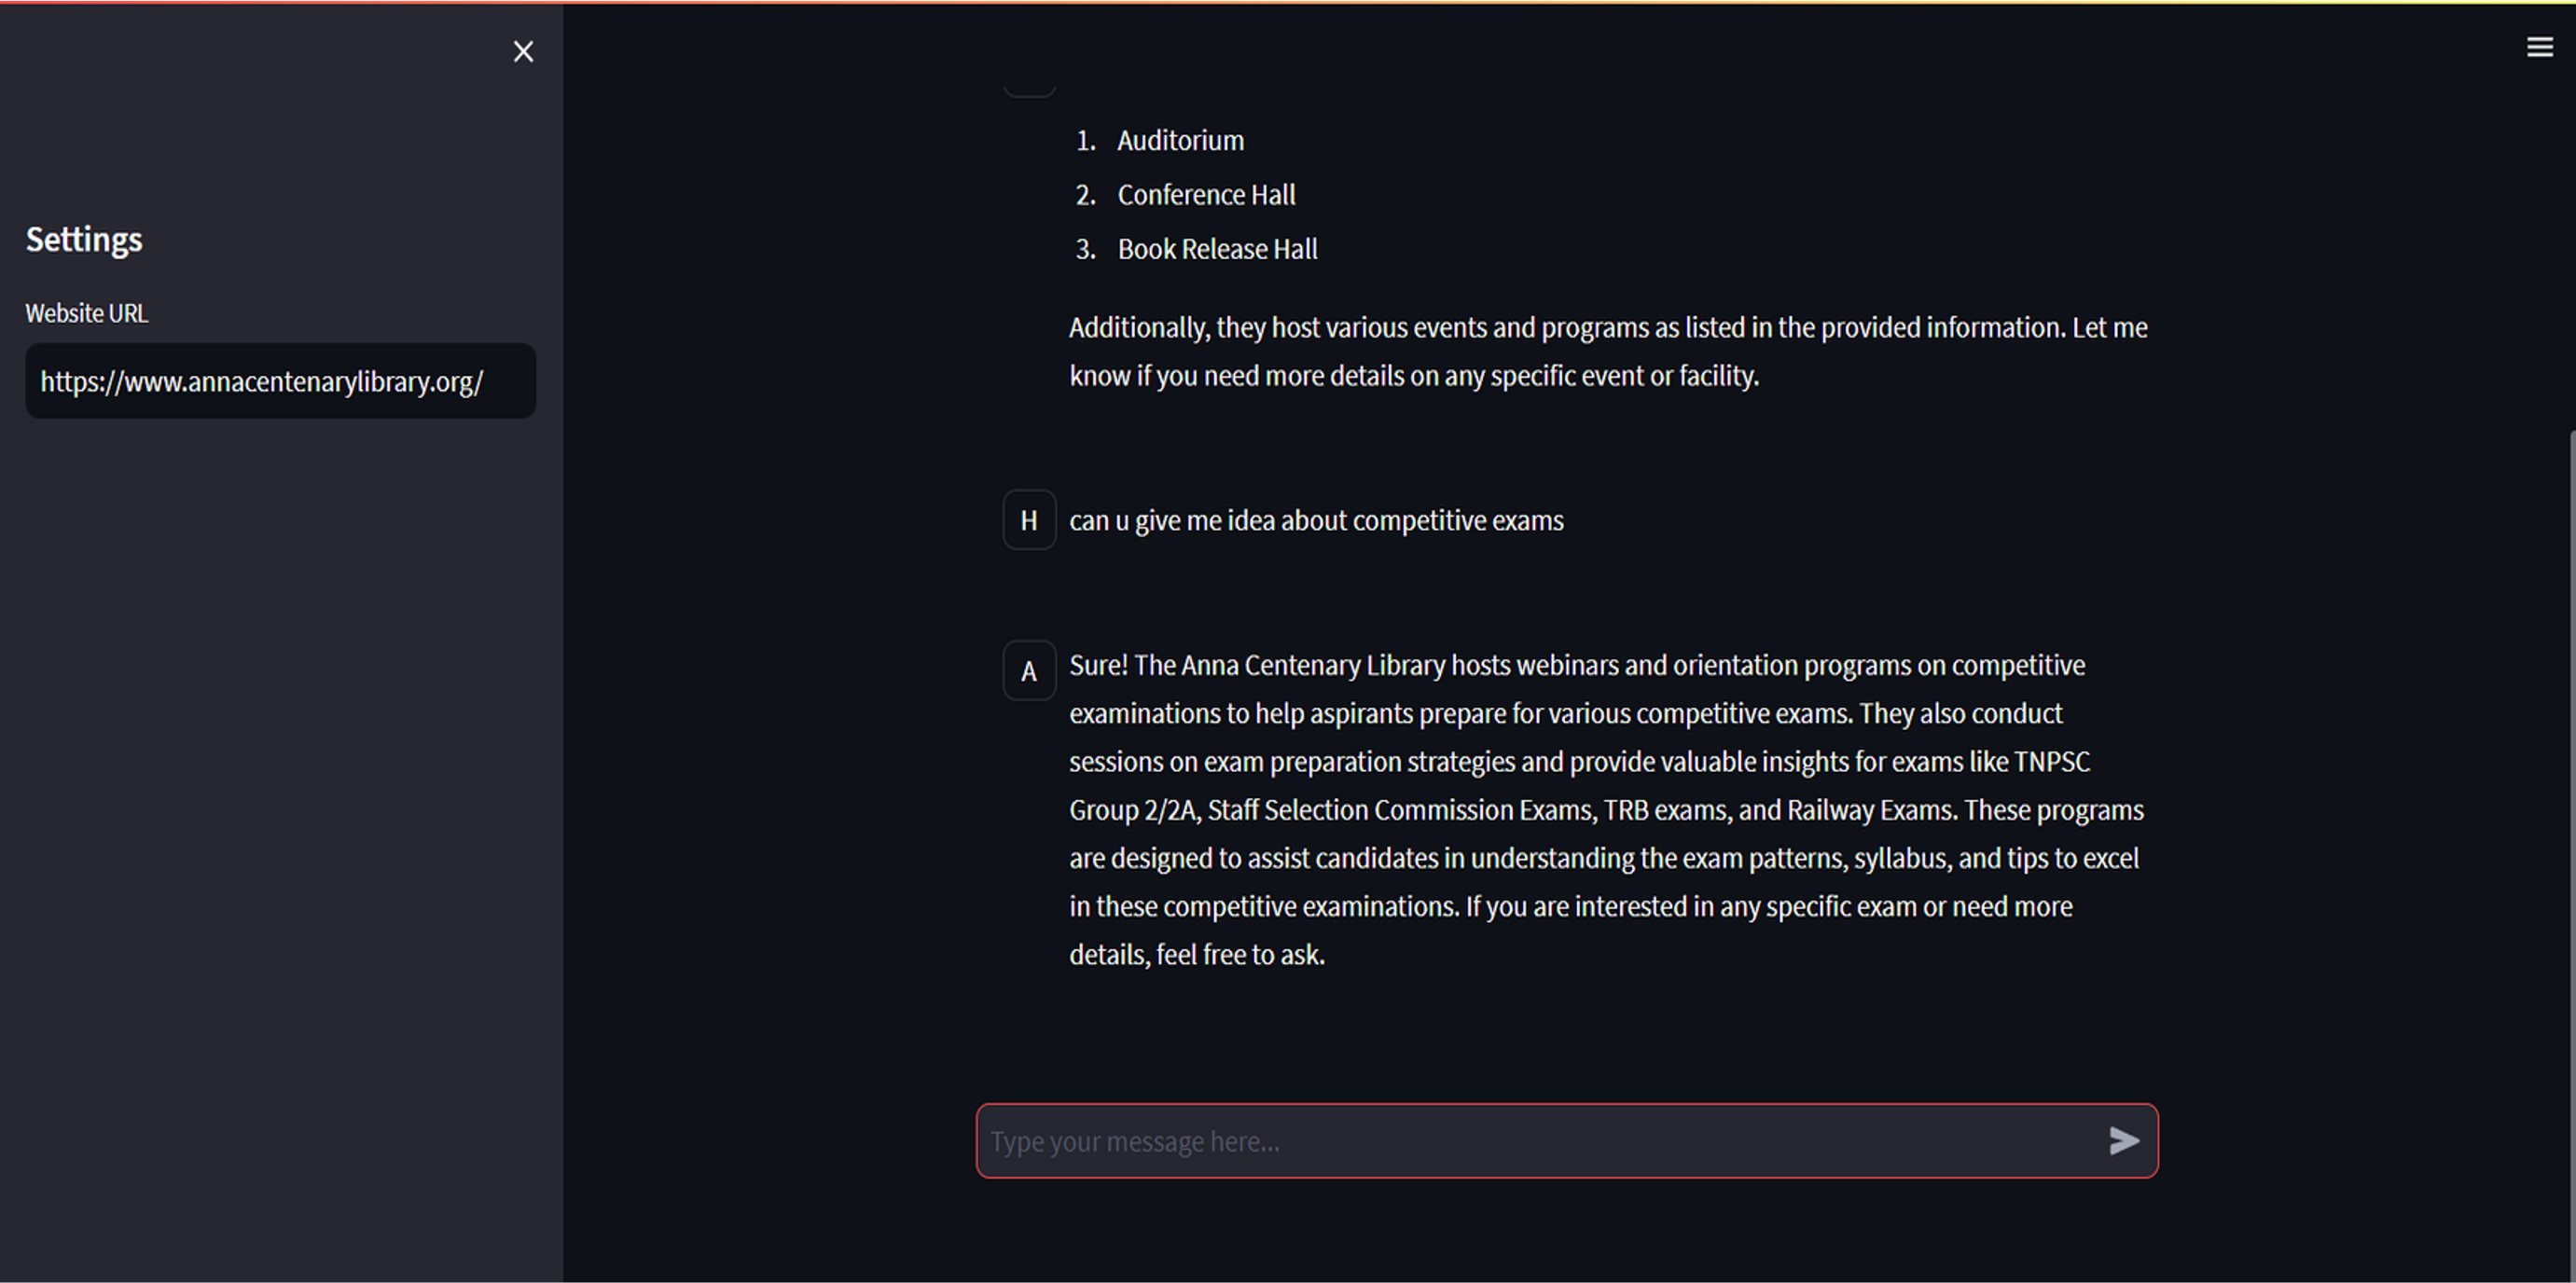 Settings
Website URL
https://www.annacentenarylibrary.org/
1. Auditorium
2. Conference Hall
3. Book Release Hall
Additionally, they host various events and programs as listed in the provided information. Let me
know if you need more details on any specific event or facility.
H
can u give me idea about competitive exams
A
Sure! The Anna Centenary Library hosts webinars and orientation programs on competitive
examinations to help aspirants prepare for various competitive exams. They also conduct
sessions on exam preparation strategies and provide valuable insights for exams like TNPSC
Group 2/2A, Staff Selection Commission Exams, TRB exams, and Railway Exams. These programs
are designed to assist candidates in understanding the exam patterns, syllabus, and tips to excel
in these competitive examinations. If you are interested in any specific exam or need more
details, feel free to ask.
Type your message here...